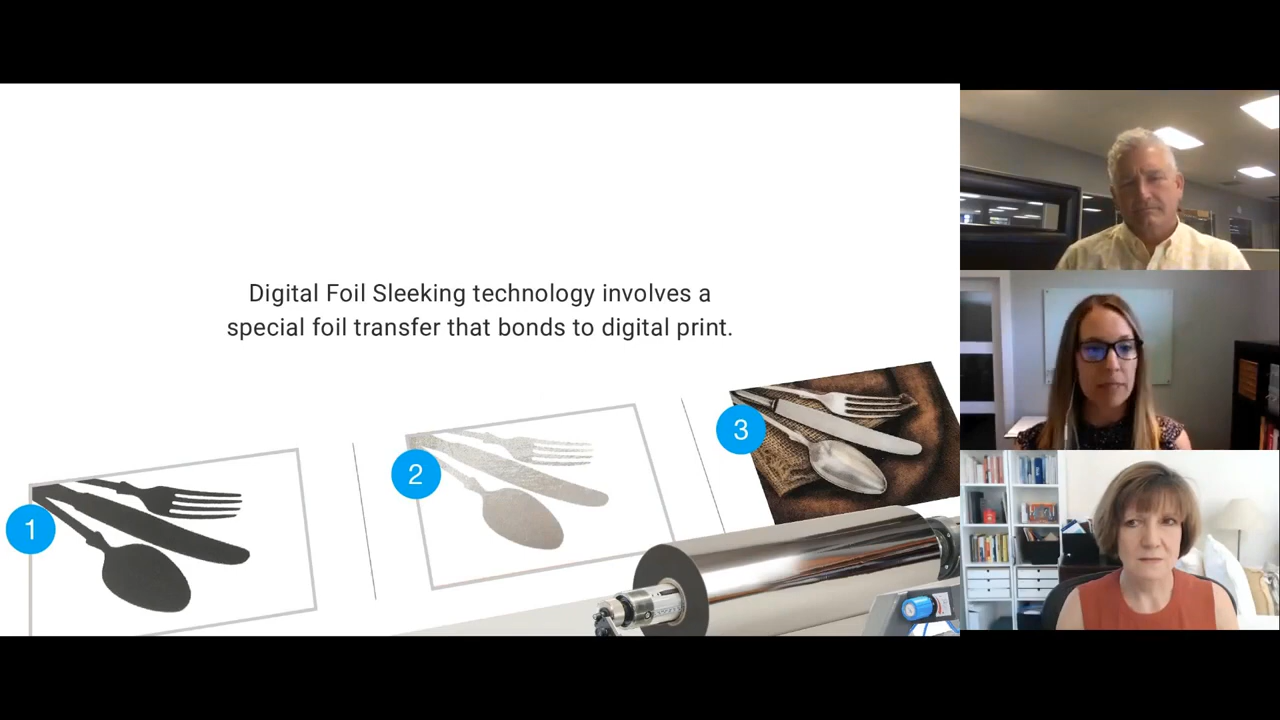 Digital Foil Sleeking technology involves a
special foil transfer that bonds to digital print.
1
2
3